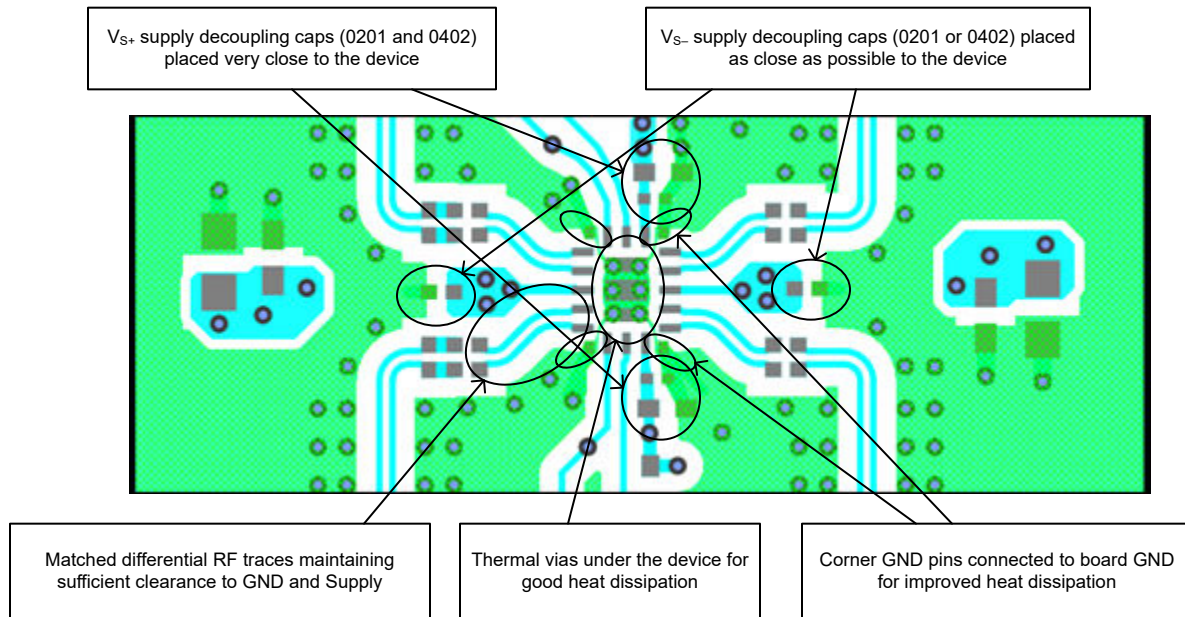 V_S+ supply decoupling caps (0201 and 0402)
placed very close to the device
V_S– supply decoupling caps (0201 or 0402) placed
as close as possible to the device
Matched differential RF traces maintaining
sufficient clearance to GND and Supply
Thermal vias under the device for
good heat dissipation
Corner GND pins connected to board GND
for improved heat dissipation